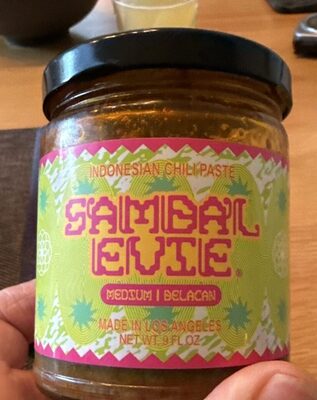 INDONESIAN CHILI PASTE
SAMBAL
EVIE®
MEDIUM | BELACAN
MADE IN LOS ANGELES
NET WT. 9 FL OZ